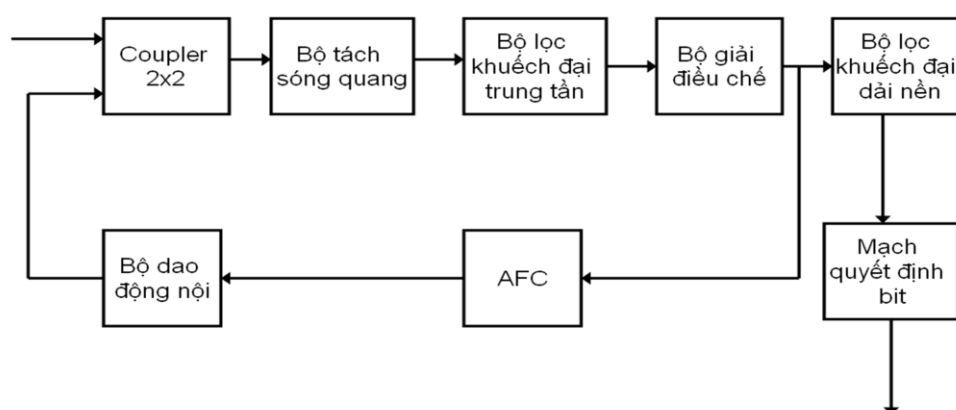 Coupler
2x2
Bộ tách
sóng quang
Bộ lọc
khuếch đại
trung tần
Bộ giải
điều chế
Bộ lọc
khuếch đại
dải nền
Bộ dao
động nội
AFC
Mạch
quyết định
bit